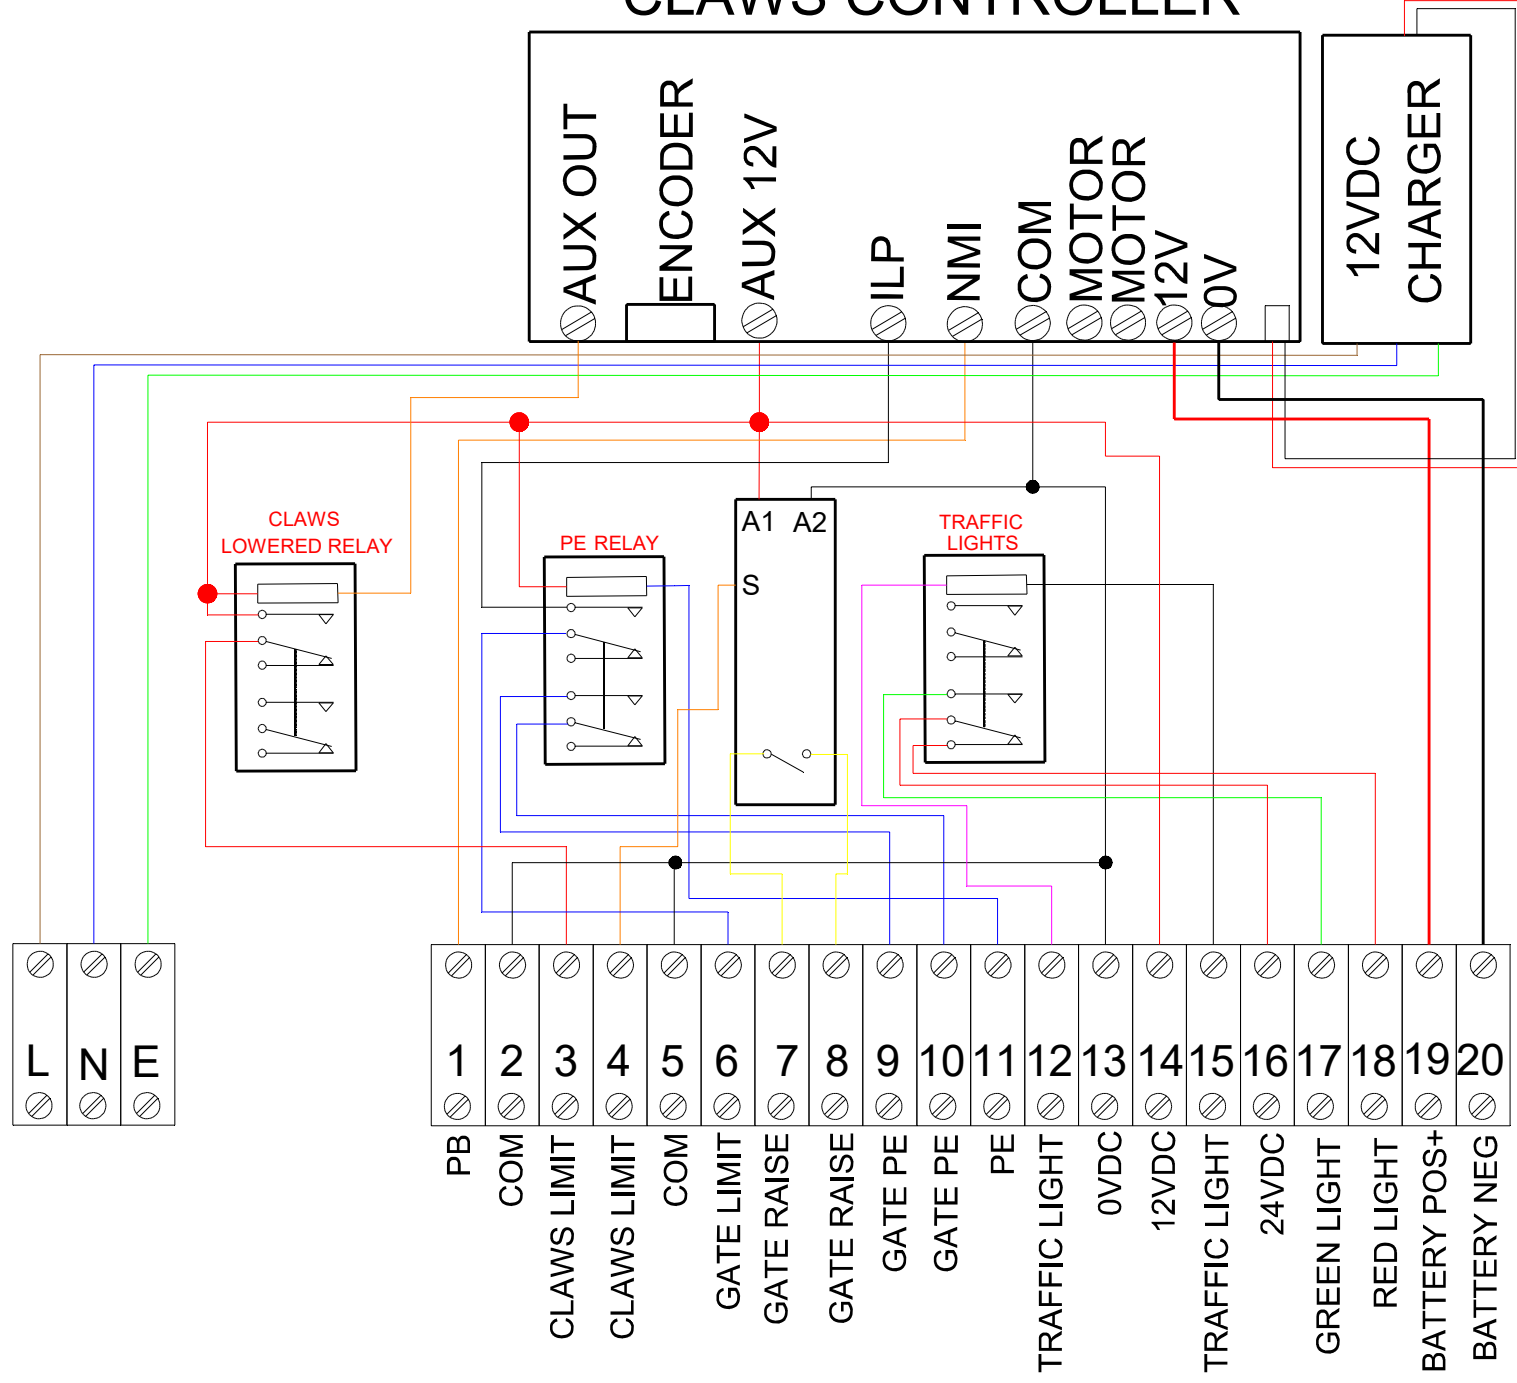 CLAWS CONTROLLER
AUX OUT
ENCODER
AUX 12V
ILP
NMI
COM
MOTOR
MOTOR
12V
0V
12VDC
CHARGER
CLAWS
LOWERED RELAY
PE RELAY
A1 A2
S
TRAFFIC
LIGHTS
L N E
1 2 3 4 5 6 7 8 9 10 11 12 13 14 15 16 17 18 19 20
PB
COM
CLAWS LIMIT
CLAWS LIMIT
COM
GATE LIMIT
GATE RAISE
GATE RAISE
GATE PE
GATE PE
PE
TRAFFIC LIGHT
0VDC
12VDC
TRAFFIC LIGHT
24VDC
GREEN LIGHT
RED LIGHT
BATTERY POS+
BATTERY NEG